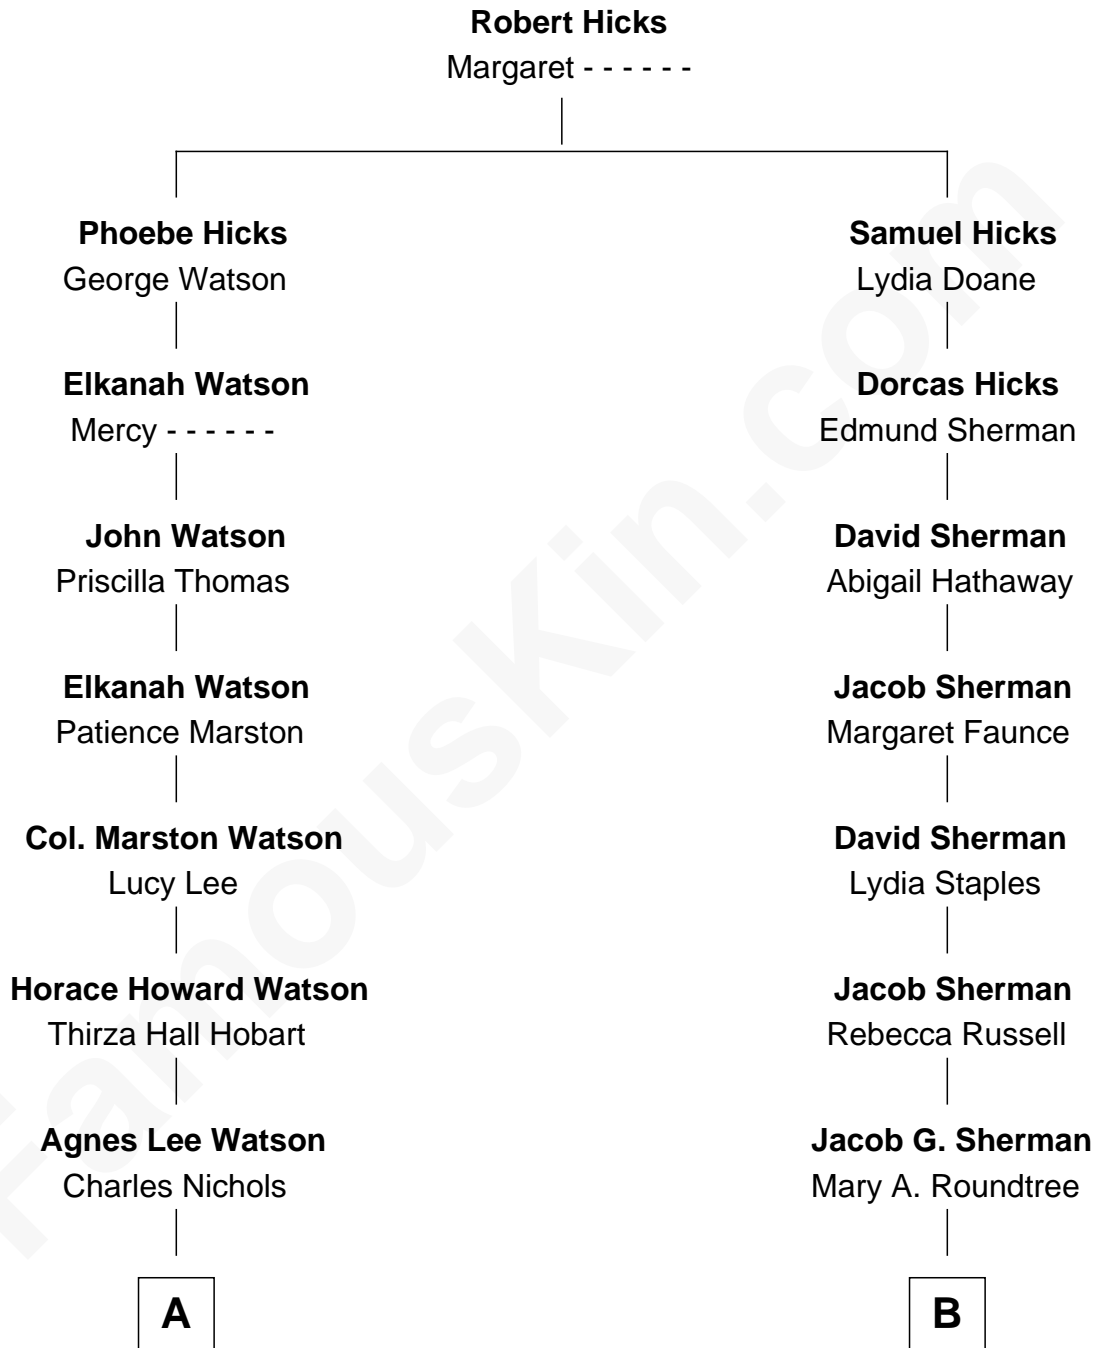 Robert Hicks
Margaret - - - - - -
Phoebe Hicks
George Watson
Samuel Hicks
Lydia Doane
Elkanah Watson
Mercy - - - - - -
Dorcas Hicks
Edmund Sherman
John Watson
Priscilla Thomas
David Sherman
Abigail Hathaway
Elkanah Watson
Patience Marston
Jacob Sherman
Margaret Faunce
Col. Marston Watson
Lucy Lee
David Sherman
Lydia Staples
Horace Howard Watson
Thirza Hall Hobart
Jacob Sherman
Rebecca Russell
Agnes Lee Watson
Charles Nichols
Jacob G. Sherman
Mary A. Roundtree
A
B
FamousKin.com